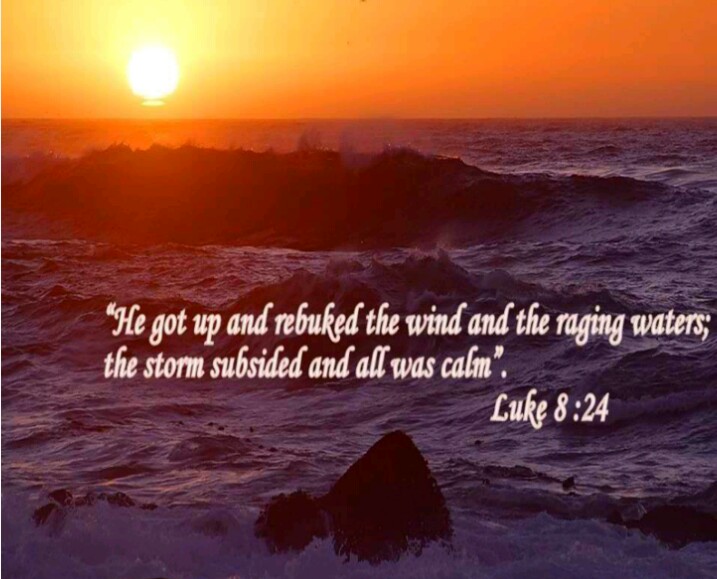 “He got up and rebuked the wind and the raging waters;
the storm subsided and all was calm”.
Luke 8 :24